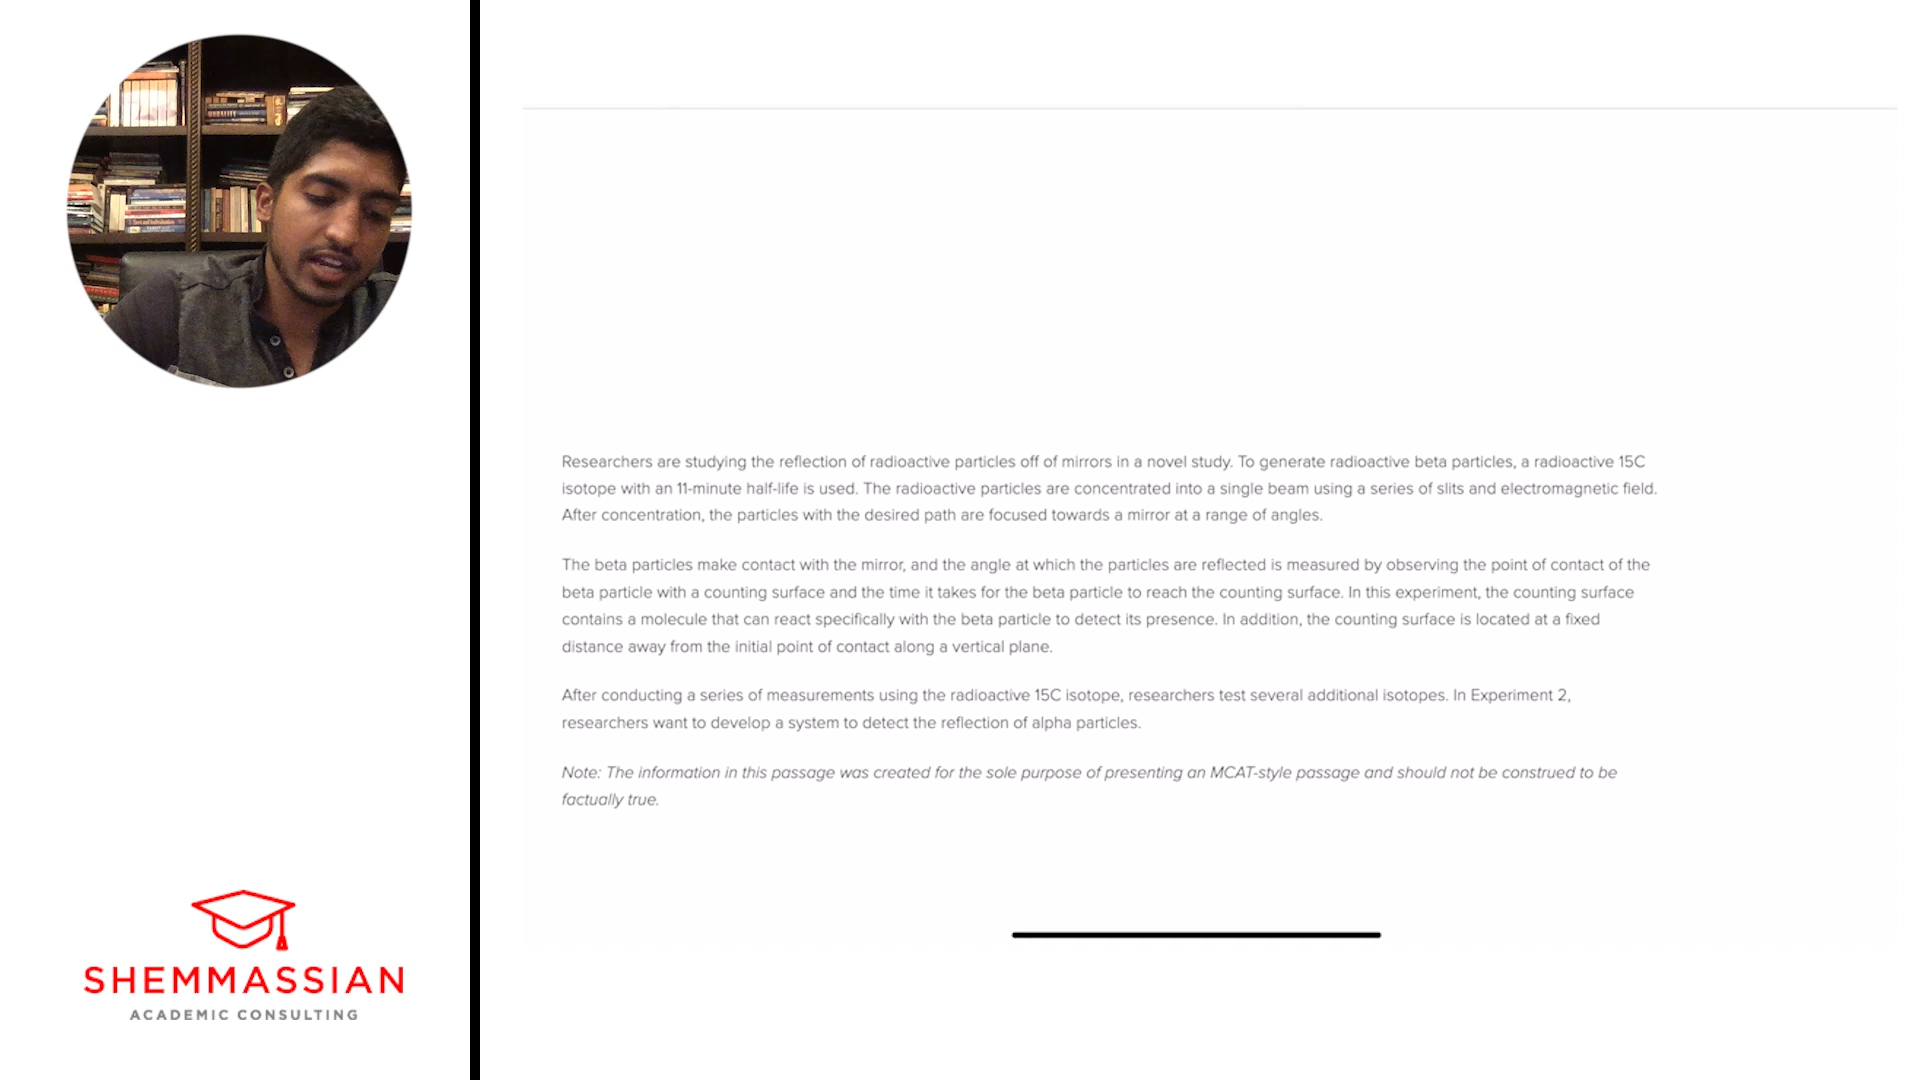 Researchers are studying the reflection of radioactive particles off of mirrors in a novel study. To generate radioactive beta particles, a radioactive 15C
isotope with an 11-minute half-life is used. The radioactive particles are concentrated into a single beam using a series of slits and electromagnetic field.
After concentration, the particles with the desired path are focused towards a mirror at a range of angles.
The beta particles make contact with the mirror, and the angle at which the particles are reflected is measured by observing the point of contact of the
beta particle with a counting surface and the time it takes for the beta particle to reach the counting surface. In this experiment, the counting surface
contains a molecule that can react specifically with the beta particle to detect its presence. In addition, the counting surface is located at a fixed
distance away from the initial point of contact along a vertical plane.
After conducting a series of measurements using the radioactive 15C isotope, researchers test several additional isotopes. In Experiment 2,
researchers want to develop a system to detect the reflection of alpha particles.
Note: The information in this passage was created for the sole purpose of presenting an MCAT-style passage and should not be construed to be
factually true.
SHEMMASSIAN
ACADEMIC CONSULTING